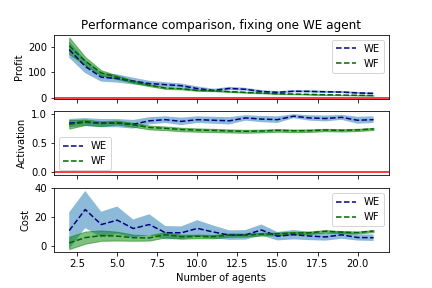 Performance comparison, fixing one WE agent
200
100
0
Profit
WE
WF
1.0
0.5
0.0
Activation
WE
WF
40
20
0
Cost
WE
WF
2.5 5.0 7.5 10.0 12.5 15.0 17.5 20.0
Number of agents